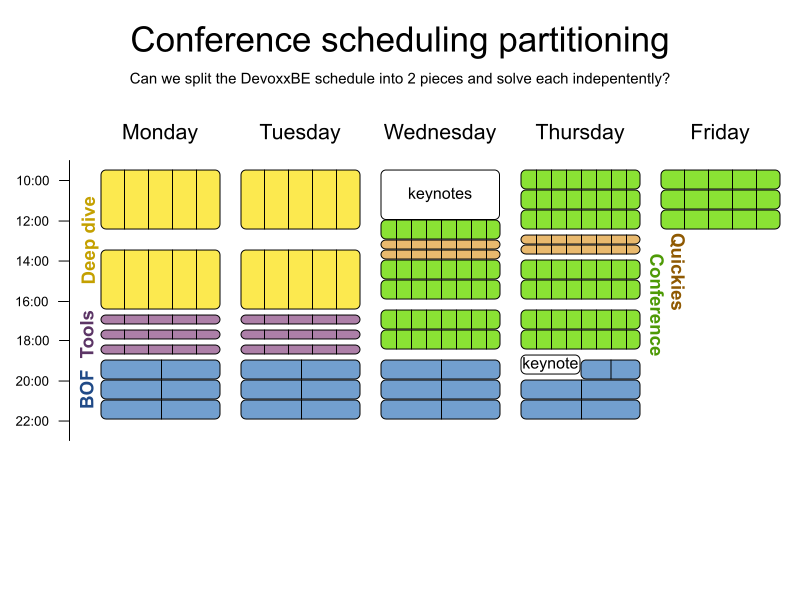 Conference scheduling partitioning
Can we split the DevoxxBE schedule into 2 pieces and solve each indepentently?
Monday
Tuesday
Wednesday
Thursday
Friday
10:00
12:00
14:00
16:00
18:00
20:00
22:00
Deep dive
Tools
BOF
keynotes
keynote
Quickies
Conference